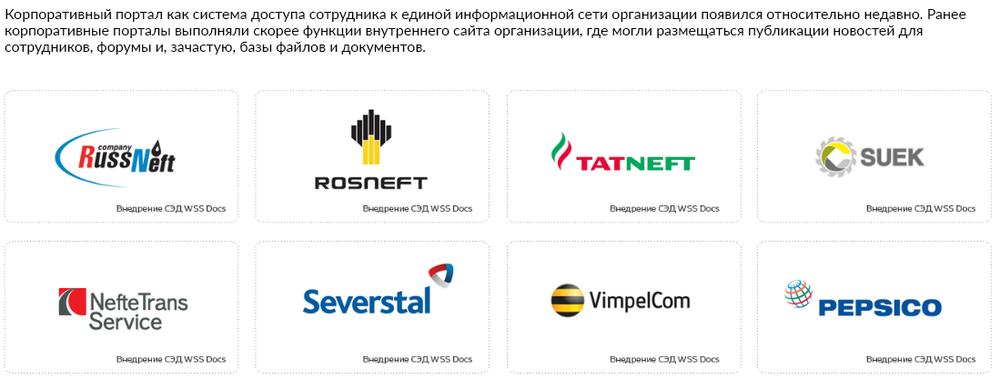 Корпоративный портал как система доступа сотрудника к единой информационной сети организации появился относительно недавно. Ранее
корпоративные порталы выполняли скорее функции внутреннего сайта организации, где могли размещаться публикации новостей для
сотрудников, форумы и, зачастую, базы файлов и документов.
company
RussNeft
Внедрение СЭД WSS Docs
ROSNEFT
Внедрение СЭД WSS Docs
TATNEFT
Внедрение СЭД WSS Docs
SUEK
Внедрение СЭД WSS Docs
NefteTrans
Service
Внедрение СЭД WSS Docs
Severstal
Внедрение СЭД WSS Docs
VimpelCom
Внедрение СЭД WSS Docs
PEPSICO
Внедрение СЭД WSS Docs